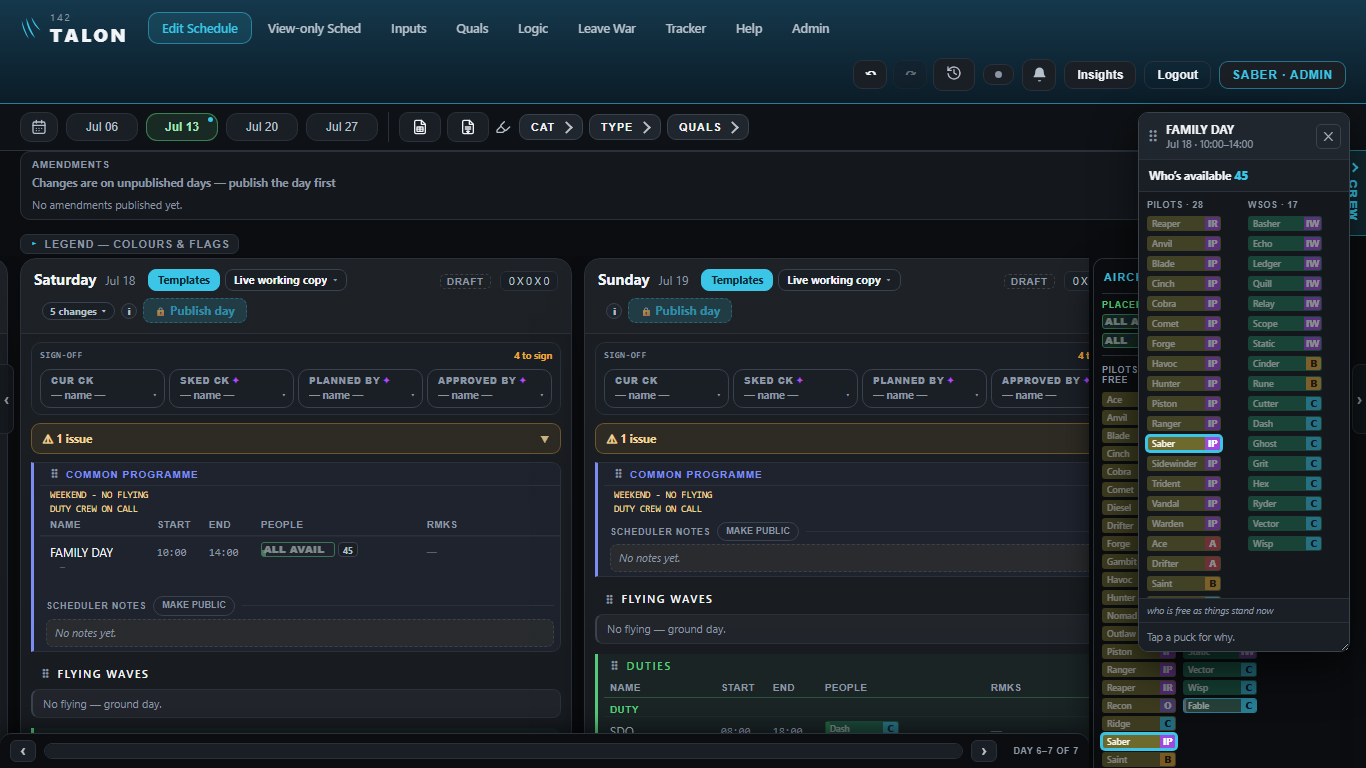 142
TALON
Edit Schedule
View-only Sched
Inputs
Quals
Logic
Leave War
Tracker
Help
Admin
Insights
Logout
SABER · ADMIN
Jul 06
Jul 13
Jul 20
Jul 27
CAT
TYPE
QUALS
AMENDMENTS
Changes are on unpublished days — publish the day first
No amendments published yet.
LEGEND — COLOURS & FLAGS
Saturday Jul 18
Templates
Live working copy
DRAFT
0X0X0
5 changes
i
Publish day
SIGN-OFF
4 to sign
CUR CK
— name —
SKED CK
— name —
PLANNED BY
— name —
APPROVED BY
— name —
1 issue
COMMON PROGRAMME
WEEKEND - NO FLYING
DUTY CREW ON CALL
NAME START END PEOPLE RMKS
FAMILY DAY 10:00 14:00 ALL AVAIL 45 —
—
SCHEDULER NOTES
MAKE PUBLIC
No notes yet.
FLYING WAVES
No flying — ground day.
Sunday Jul 19
Templates
Live working copy
DRAFT
0X
i
Publish day
SIGN-OFF
4 t
CUR CK
— name —
SKED CK
— name —
PLANNED BY
— name —
APPROVED BY
— name —
1 issue
COMMON PROGRAMME
WEEKEND - NO FLYING
DUTY CREW ON CALL
SCHEDULER NOTES
MAKE PUBLIC
No notes yet.
FLYING WAVES
No flying — ground day.
DUTIES
NAME START END PEOPLE RMKS
DUTY
SDO 08:00 18:00 Dash C —
AIRC
PLACE
ALL A
ALL
PILOTS
FREE
Ace
Anvil
Blade
Cinch
Cobra
Comet
Diesel
Drifter
Forge
Gambit
Havoc
Hunter
Nomad
Outlaw
Piston
Ranger IP
Reaper IR
Recon O
Ridge C
Saber IP
Saint B
Static IW
Vector C
Wisp C
Fable C
CREW
FAMILY DAY
Jul 18 · 10:00–14:00
Who's available 45
PILOTS · 28
Reaper IR
Anvil IP
Blade IP
Cinch IP
Cobra IP
Comet IP
Forge IP
Havoc IP
Hunter IP
Piston IP
Ranger IP
Saber IP
Sidewinder IP
Trident IP
Vandal IP
Warden IP
Ace A
Drifter A
Saint B
WSOS · 17
Basher IW
Echo IW
Ledger IW
Quill IW
Relay IW
Scope IW
Static IW
Cinder B
Rune B
Cutter C
Dash C
Ghost C
Grit C
Hex C
Ryder C
Vector C
Wisp C
who is free as things stand now
Tap a puck for why.
DAY 6–7 OF 7